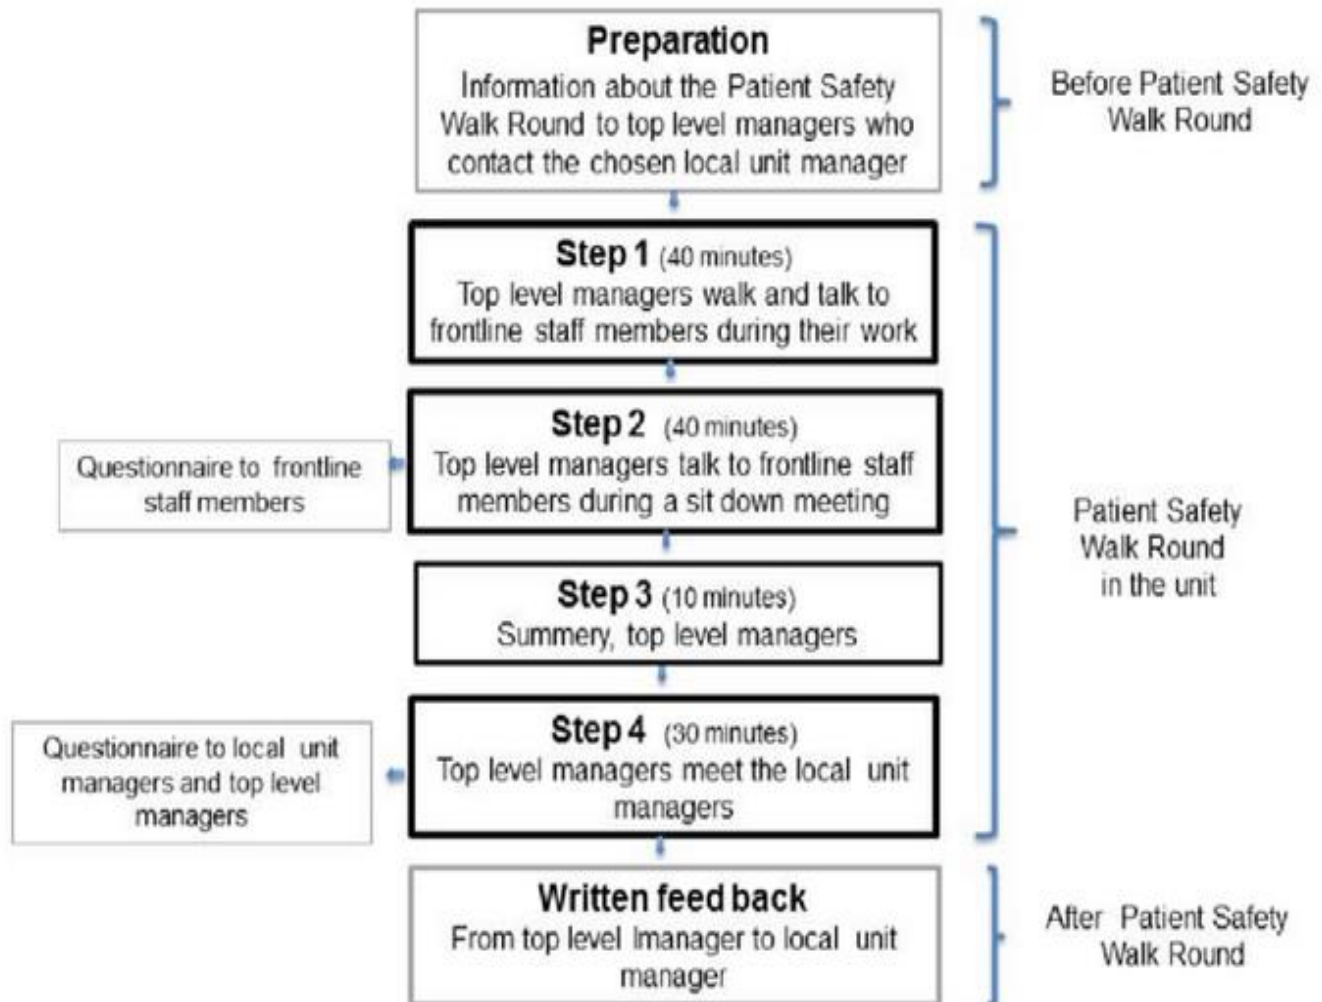 Preparation
Information about the Patient Safety
Walk Round to top level managers who
contact the chosen local unit manager
Before Patient Safety
Walk Round
Step 1 (40 minutes)
Top level managers walk and talk to
frontline staff members during their work
Step 2 (40 minutes)
Top level managers talk to frontline staff
members during a sit down meeting
Questionnaire to frontline
staff members
Patient Safety
Walk Round
in the unit
Step 3 (10 minutes)
Summery, top level managers
Step 4 (30 minutes)
Top level managers meet the local unit
managers
Questionnaire to local unit
managers and top level
managers
Written feed back
From top level lmanager to local unit
manager
After Patient Safety
Walk Round